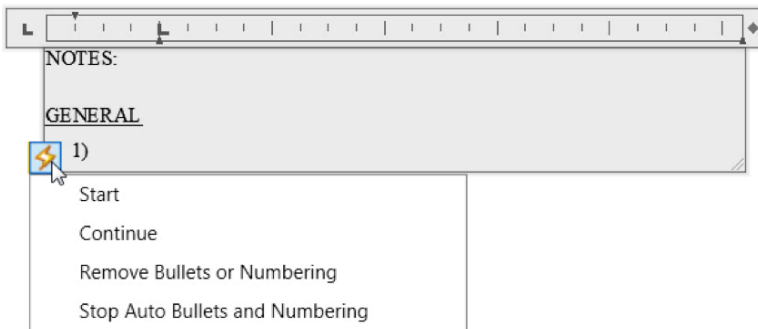 NOTES:
GENERAL
1)
Start
Continue
Remove Bullets or Numbering
Stop Auto Bullets and Numbering